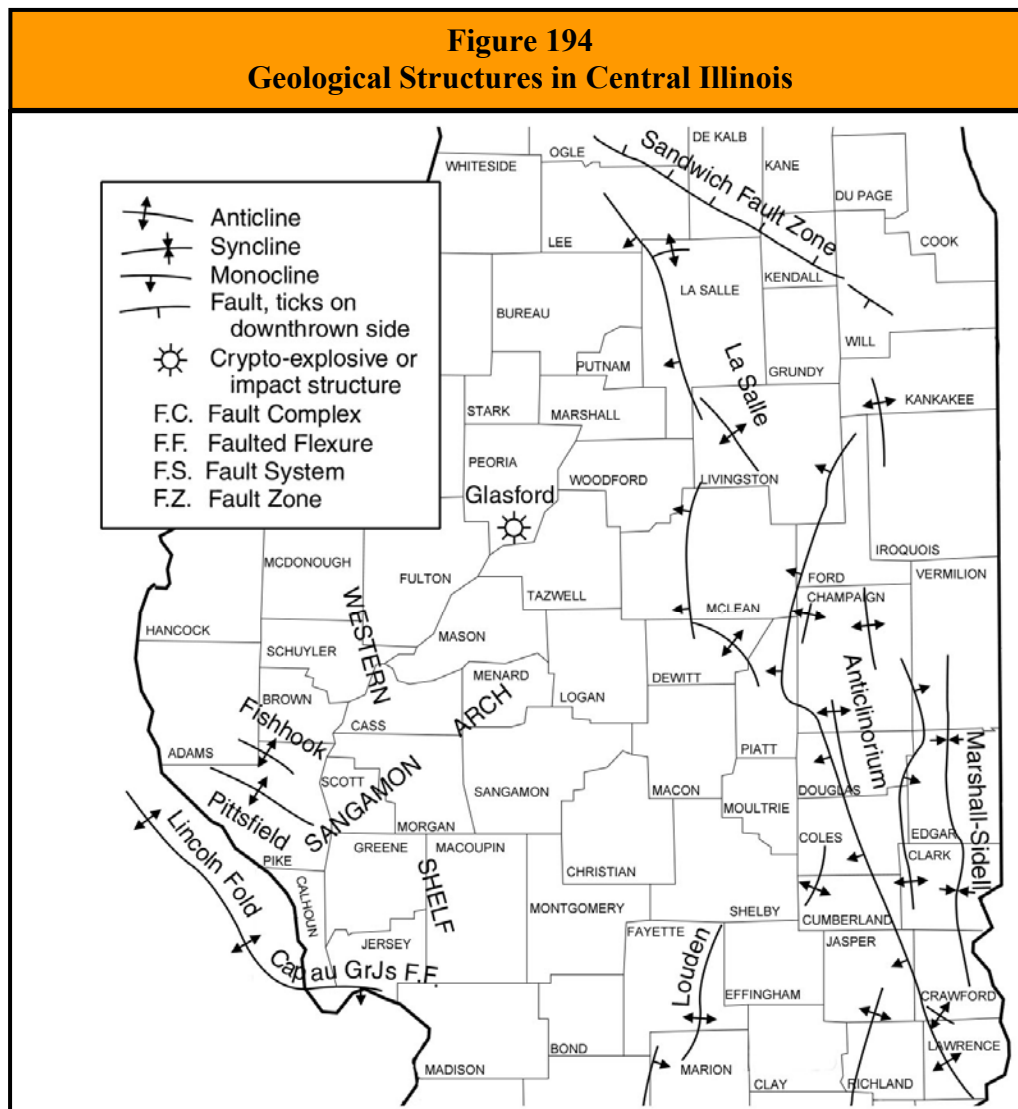 Figure 194
Geological Structures in Central Illinois
Anticline
Syncline
Monocline
Fault, ticks on
downthrown side
Crypto-explosive or
impact structure
F.C. Fault Complex
F.F. Faulted Flexure
F.S. Fault System
F.Z. Fault Zone
WHITESIDE
OGLE
DE KALB
KANE
DU PAGE
COOK
LEE
Sandwich Fault Zone
KENDALL
LA SALLE
BUREAU
WILL
PUTNAM
GRUNDY
La Salle
KANKAKEE
STARK
MARSHALL
PEORIA
WOODFORD
LIVINGSTON
Glasford
IROQUOIS
MCDONOUGH
FULTON
TAZWELL
FORD
VERMILION
CHAMPAIGN
MCLEAN
HANCOCK
WESTERN
MASON
SCHUYLER
MENARD
LOGAN
DEWITT
BROWN
CASS
ARCH
Anticlinorium
Fishhook
ADAMS
PIATT
SCOTT
SANGAMON
SANGAMON
MACON
DOUGLAS
Marshall-Sidell
Pittsfield
MORGAN
MOULTRIE
Lincoln Fold
PIKE
GREENE
MACOUPIN
COLES
EDGAR
CLARK
CHRISTIAN
CALHOUN
SHELF
MONTGOMERY
SHELBY
CUMBERLAND
JERSEY
FAYETTE
JASPER
Cap au GrJs F.F.
Louden
EFFINGHAM
CRAWFORD
BOND
LAWRENCE
MADISON
MARION
CLAY
RICHLAND